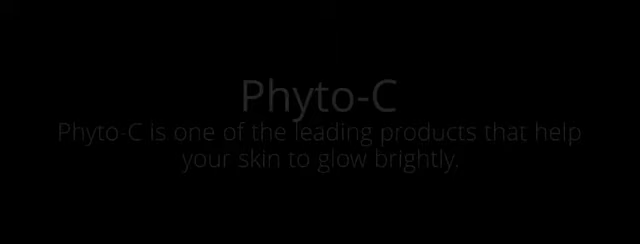 Phyto-C
Phyto-C is one of the leading products that help
your skin to glow brightly.